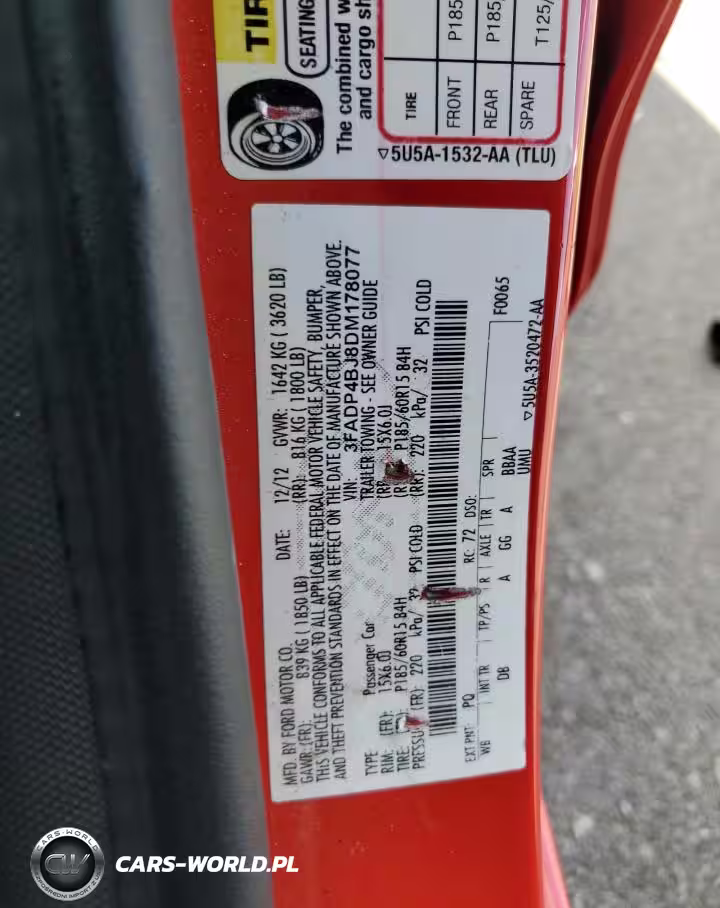 TIR
SEATING
The combined w
and cargo sh
TIRE
FRONT P185
REAR P185
SPARE T125/
▽5U5A-1532-AA (TLU)
MFD. BY FORD MOTOR CO.
DATE: 12/12 GVWR: 1642 KG ( 3620 LB)
GAWR: (FR): 839 KG ( 1850 LB) (RR): 816 KG ( 1800 LB)
THIS VEHICLE CONFORMS TO ALL APPLICABLE FEDERAL MOTOR VEHICLE SAFETY, BUMPER,
AND THEFT PREVENTION STANDARDS IN EFFECT ON THE DATE OF MANUFACTURE SHOWN ABOVE.
VIN: 3FADP4BJ8DM178077
TYPE: Passenger Car TRAILER TOWING - SEE OWNER GUIDE
RIM: (FR): 15X6.0J 15X6.0J
TIRE: P185/60R15 84H P185/60R15 84H
(FR): 220 kPa/ 32 PSI COLD (RR): 220 kPa/ 32 PSI COLD
EXT PNT: PQ RC: 72 DSO: F0065
WB INT TR TP/PS R AXLE TR SPR
DB A GG A BBAA
UMU
▽5U5A-3520472-AA
CARS-WORLD
CW
CARS-WORLD.PL